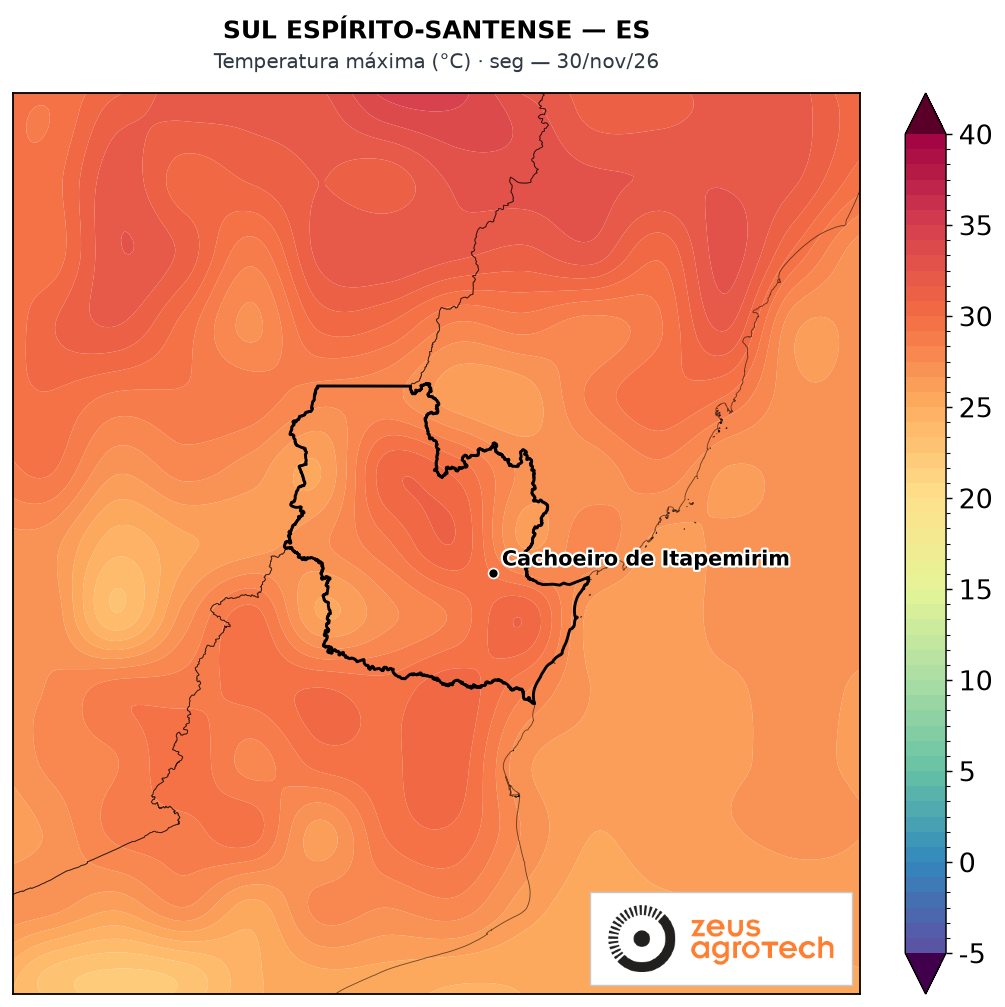 SUL ESPÍRITO-SANTENSE — ES
Temperatura máxima (°C) · seg — 30/nov/26
40
35
30
25
20
15
10
5
0
-5
Cachoeiro de Itapemirim
zeus
agrotech